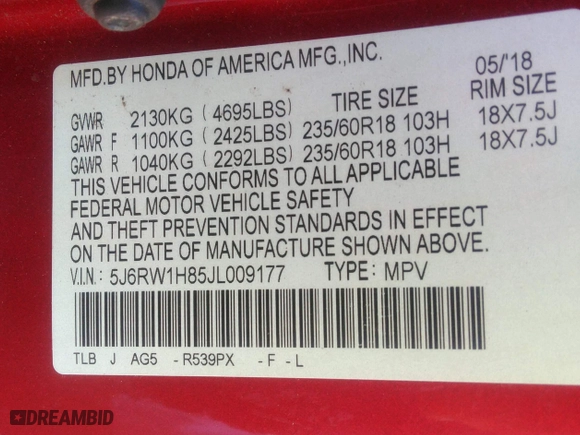 MFD.BY HONDA OF AMERICA MFG.,INC. 05/'18
TIRE SIZE RIM SIZE
GVWR 2130KG (4695LBS)
GAWR F 1100KG (2425LBS) 235/60R18 103H 18X7.5J
GAWR R 1040KG (2292LBS) 235/60R18 103H 18X7.5J
THIS VEHICLE CONFORMS TO ALL APPLICABLE
FEDERAL MOTOR VEHICLE SAFETY
AND THEFT PREVENTION STANDARDS IN EFFECT
ON THE DATE OF MANUFACTURE SHOWN ABOVE.
V.I.N: 5J6RW1H85JL009177 TYPE: MPV
TLB J AG5 -R539PX -F -L
DREAMBID